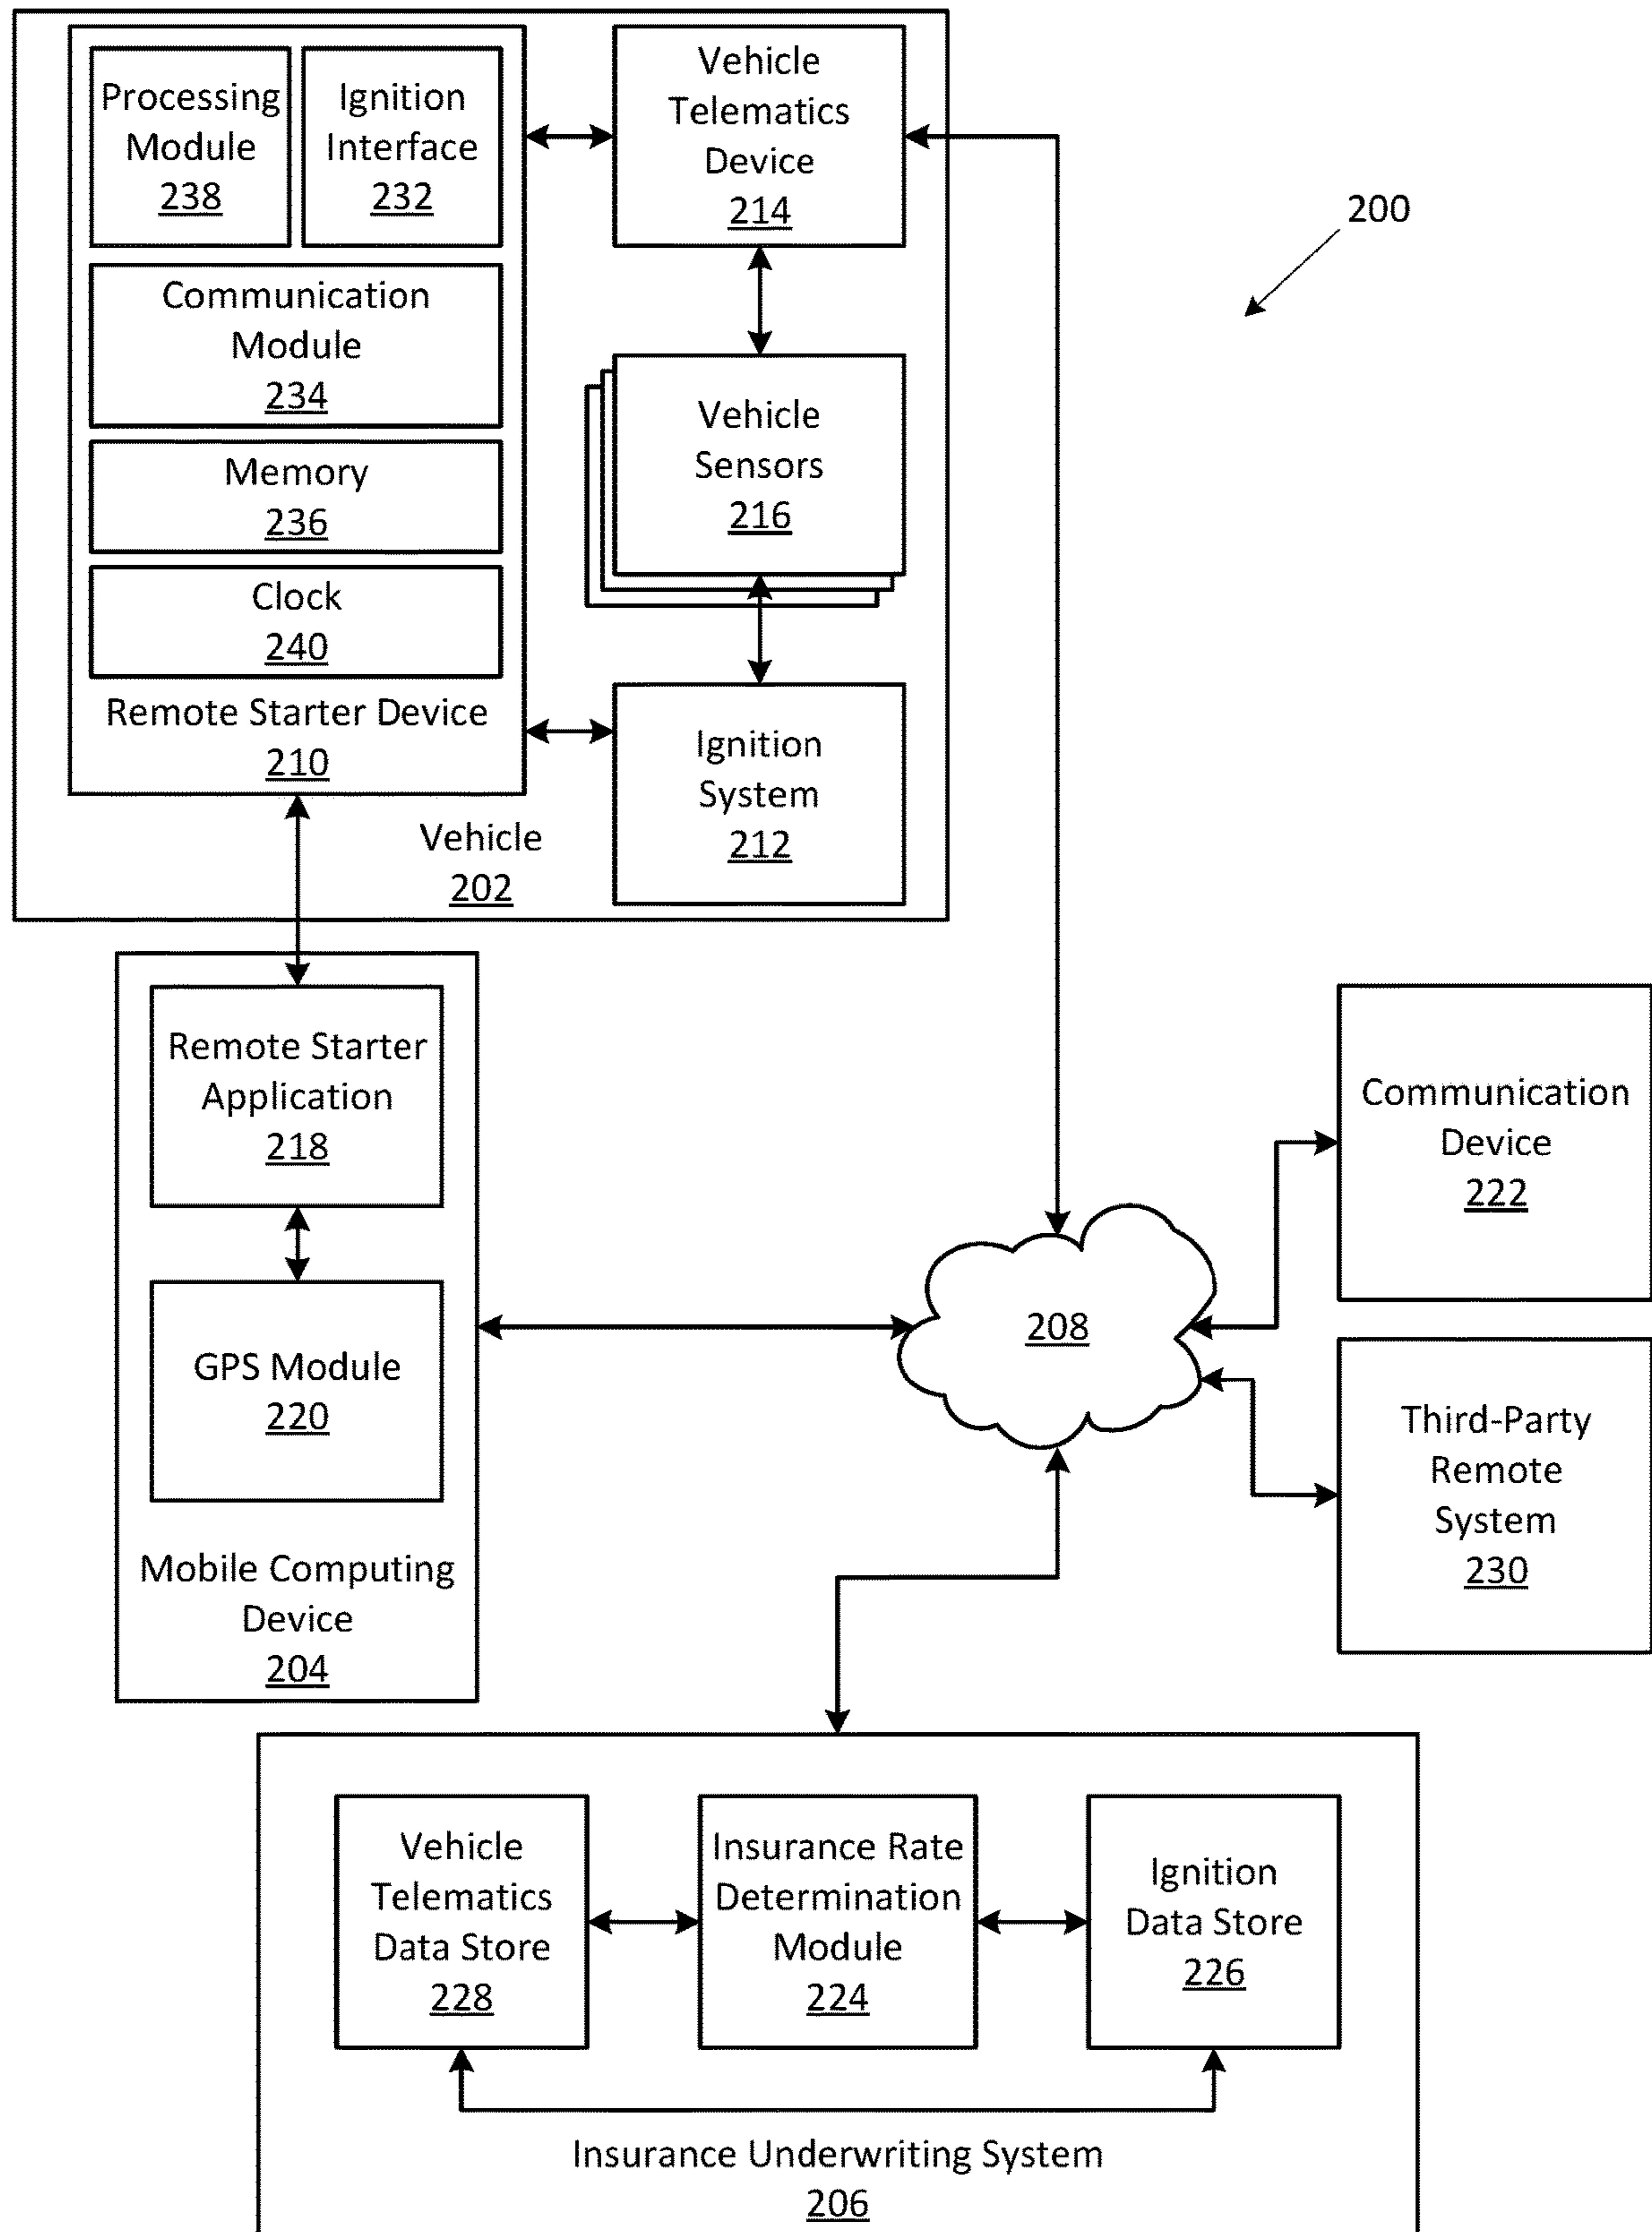 Processing
Module
238
Ignition
Interface
232
Communication
Module
234
Memory
236
Clock
240
Remote Starter Device
210
Vehicle
Telematics
Device
214
Vehicle
Sensors
216
Ignition
System
212
Vehicle
202
200
Remote Starter
Application
218
GPS Module
220
Mobile Computing
Device
204
208
Communication
Device
222
Third-Party
Remote
System
230
Vehicle
Telematics
Data Store
228
Insurance Rate
Determination
Module
224
Ignition
Data Store
226
Insurance Underwriting System
206